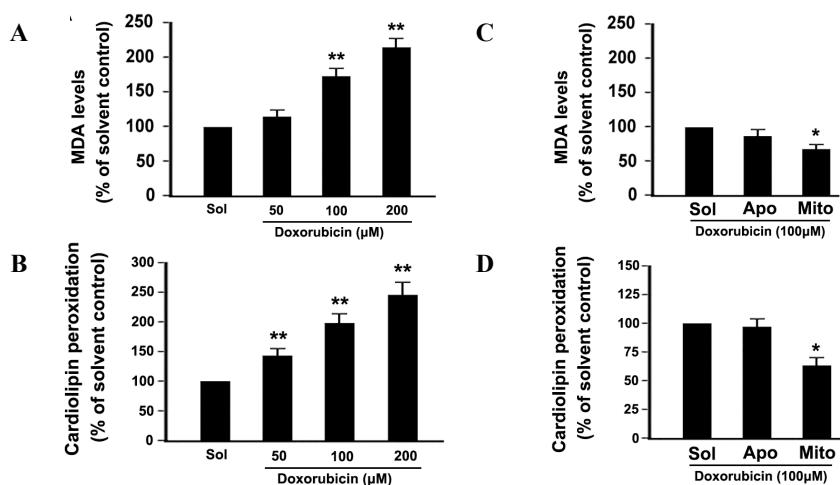 A
MDA levels
(% of solvent control)
250
200
150
100
50
0
**
**
Sol
50
100
200
Doxorubicin (µM)
B
Cardiolipin peroxidation
(% of solvent control)
300
250
200
150
100
50
0
**
**
**
Sol
50
100
200
Doxorubicin (µM)
C
MDA levels
(% of solvent control)
250
200
150
100
50
0
*
Sol
Apo
Mito
Doxorubicin (100µM)
D
Cardiolipin peroxidation
(% of solvent control)
150
125
100
75
50
25
0
*
Sol
Apo
Mito
Doxorubicin (100µM)